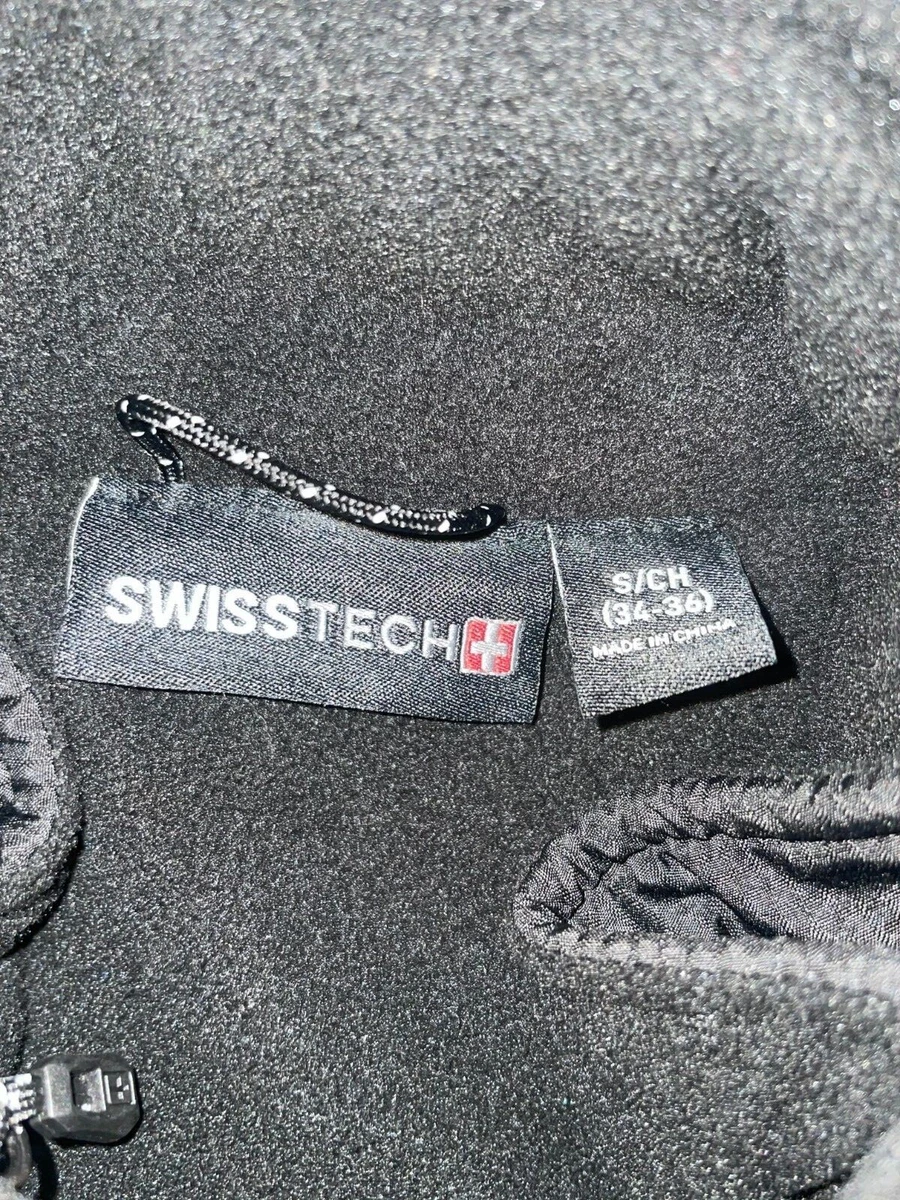 SWISSTECH
S/CH
(34-36)
MADE IN CHINA